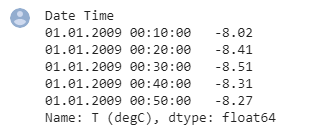 Date Time
01.01.2009 00:10:00   -8.02
01.01.2009 00:20:00   -8.41
01.01.2009 00:30:00   -8.51
01.01.2009 00:40:00   -8.31
01.01.2009 00:50:00   -8.27
Name: T (degC), dtype: float64